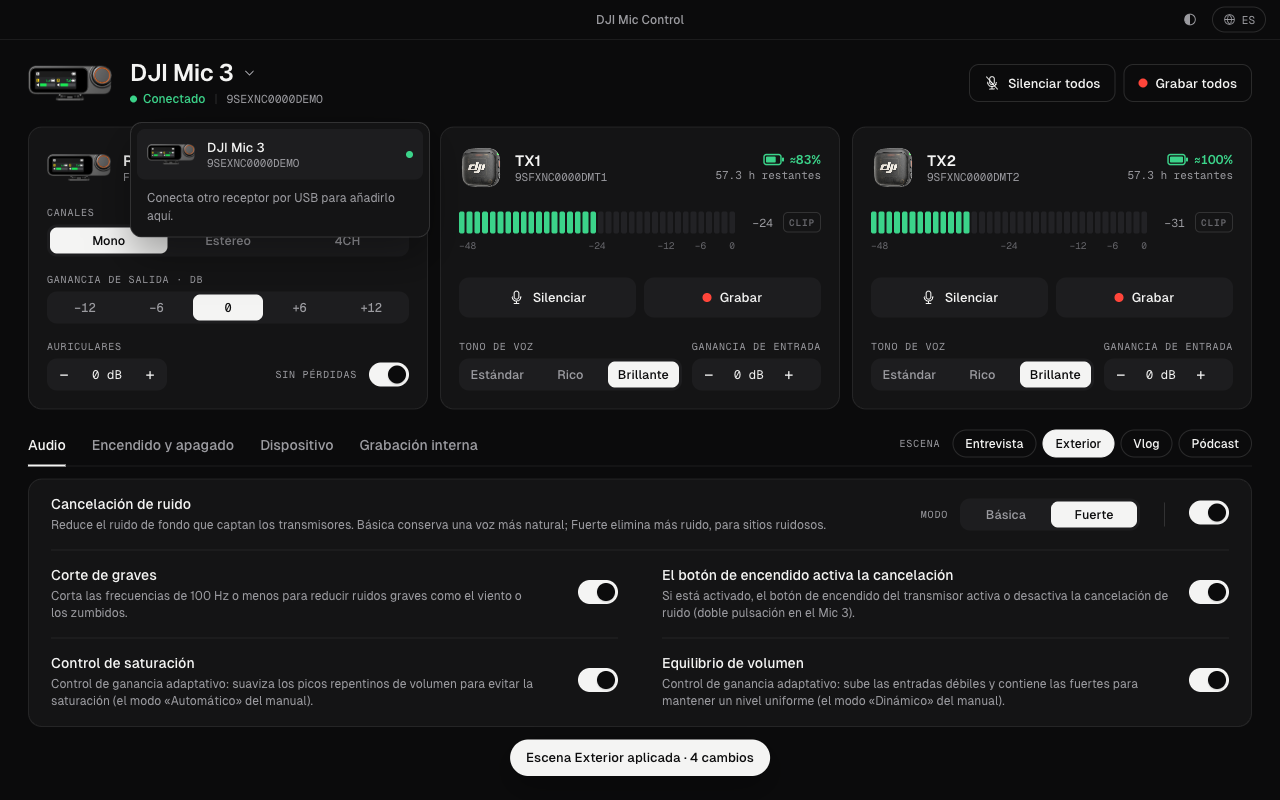 DJI Mic Control
ES
DJI Mic 3
Conectado
9SEXNC0000DEMO
Silenciar todos
Grabar todos
DJI Mic 3
9SEXNC0000DEMO
Conecta otro receptor por USB para añadirlo
aquí.
CANALES
Mono
Estéreo
4CH
GANANCIA DE SALIDA · DB
−12
−6
0
+6
+12
AURICULARES
− 0 dB +
SIN PÉRDIDAS
TX1
9SFXNC0000DMT1
≈83%
57.3 h restantes
−24
CLIP
−48 −24 −12 −6 0
Silenciar
Grabar
TONO DE VOZ
Estándar
Rico
Brillante
GANANCIA DE ENTRADA
− 0 dB +
TX2
9SFXNC0000DMT2
≈100%
57.3 h restantes
−31
CLIP
−48 −24 −12 −6 0
Silenciar
Grabar
TONO DE VOZ
Estándar
Rico
Brillante
GANANCIA DE ENTRADA
− 0 dB +
Audio
Encendido y apagado
Dispositivo
Grabación interna
ESCENA
Entrevista
Exterior
Vlog
Pódcast
Cancelación de ruido
Reduce el ruido de fondo que captan los transmisores. Básica conserva una voz más natural; Fuerte elimina más ruido, para sitios ruidosos.
MODO
Básica
Fuerte
Corte de graves
Corta las frecuencias de 100 Hz o menos para reducir ruidos graves como el viento o
los zumbidos.
El botón de encendido activa la cancelación
Si está activado, el botón de encendido del transmisor activa o desactiva la cancelación de
ruido (doble pulsación en el Mic 3).
Control de saturación
Control de ganancia adaptativo: suaviza los picos repentinos de volumen para evitar la
saturación (el modo «Automático» del manual).
Equilibrio de volumen
Control de ganancia adaptativo: sube las entradas débiles y contiene las fuertes para
mantener un nivel uniforme (el modo «Dinámico» del manual).
Escena Exterior aplicada · 4 cambios